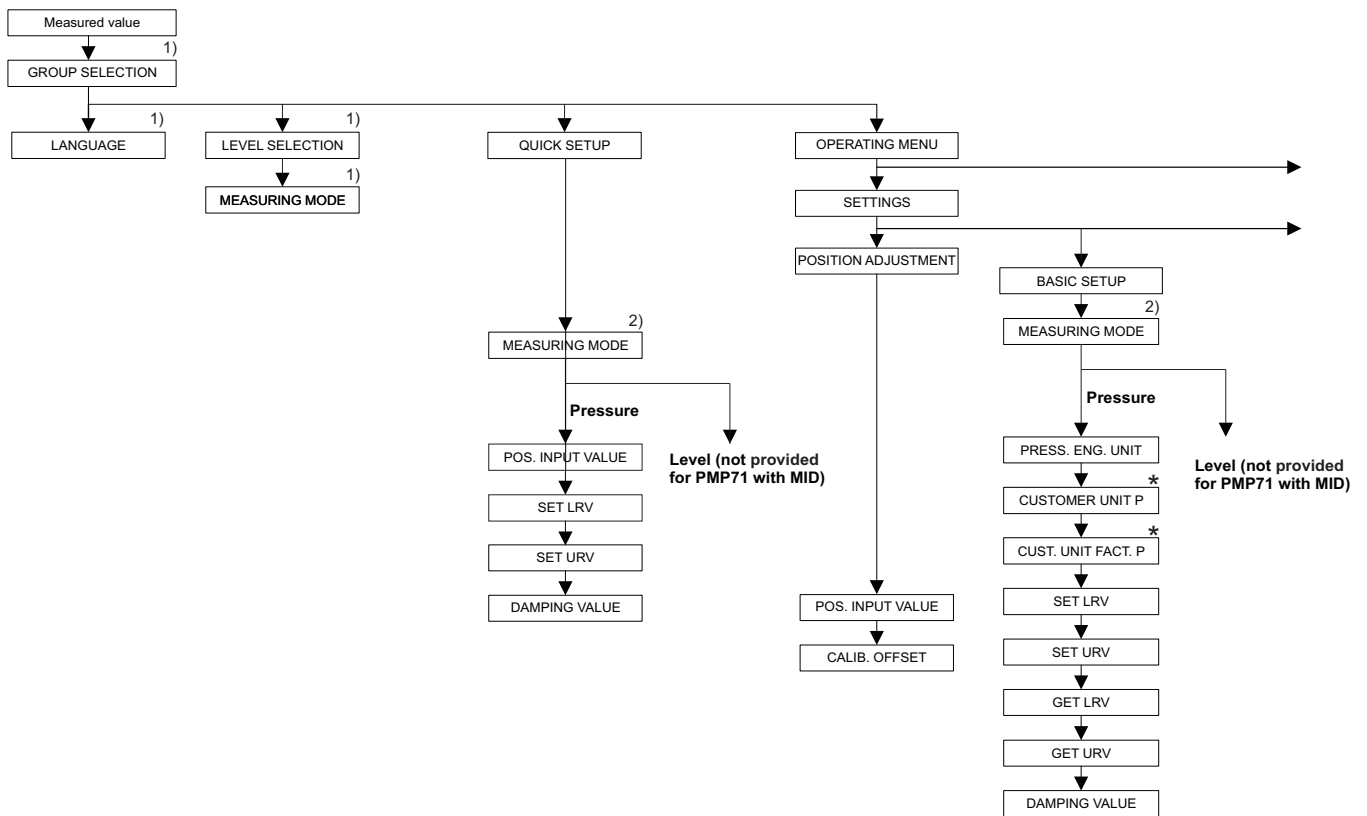 Measured value
1)
GROUP SELECTION
1)
LANGUAGE
1)
LEVEL SELECTION
1)
MEASURING MODE
QUICK SETUP
2)
MEASURING MODE
Pressure
Level (not provided
for PMP71 with MID)
POS. INPUT VALUE
SET LRV
SET URV
DAMPING VALUE
OPERATING MENU
SETTINGS
POSITION ADJUSTMENT
POS. INPUT VALUE
CALIB. OFFSET
BASIC SETUP
2)
MEASURING MODE
Pressure
Level (not provided
for PMP71 with MID)
PRESS. ENG. UNIT
*
CUSTOMER UNIT P
*
CUST. UNIT FACT. P
SET LRV
SET URV
GET LRV
GET URV
DAMPING VALUE